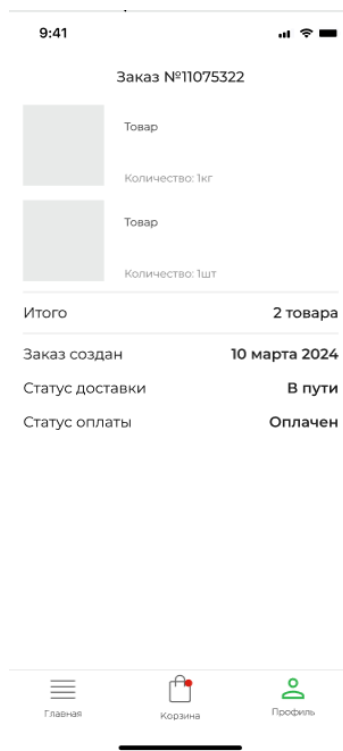 9:41
Заказ №11075322
Товар
Количество: 1кг
Товар
Количество: 1шт
Итого 2 товара
Заказ создан 10 марта 2024
Статус доставки В пути
Статус оплаты Оплачен
Главная Корзина Профиль